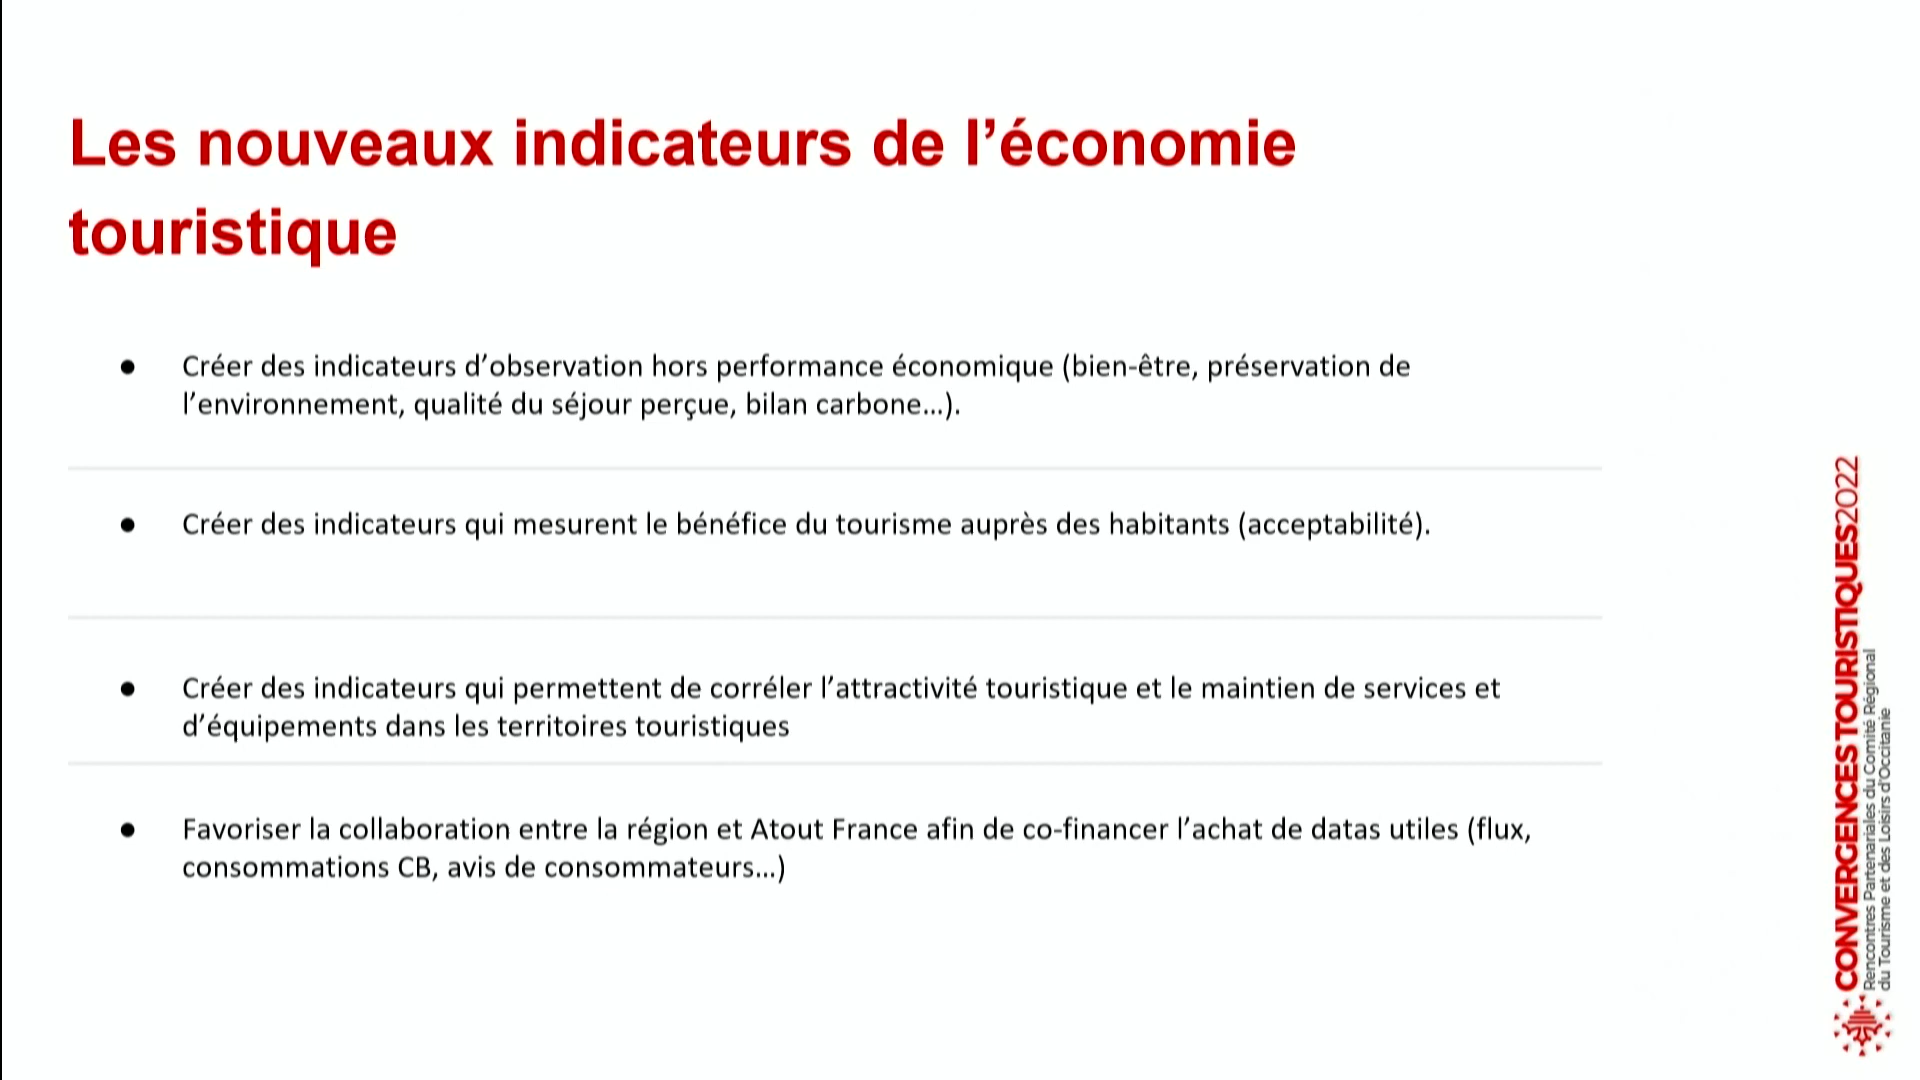 Les nouveaux indicateurs de l’économie
touristique
● Créer des indicateurs d’observation hors performance économique (bien-être, préservation de
l’environnement, qualité du séjour perçue, bilan carbone…).
● Créer des indicateurs qui mesurent le bénéfice du tourisme auprès des habitants (acceptabilité).
● Créer des indicateurs qui permettent de corréler l’attractivité touristique et le maintien de services et
d’équipements dans les territoires touristiques
● Favoriser la collaboration entre la région et Atout France afin de co-financer l’achat de datas utiles (flux,
consommations CB, avis de consommateurs…)
CONVERGENCESTOURISTIQUES2022
Rencontres Partenariales du Comité Régional
du Tourisme et des Loisirs d’Occitanie